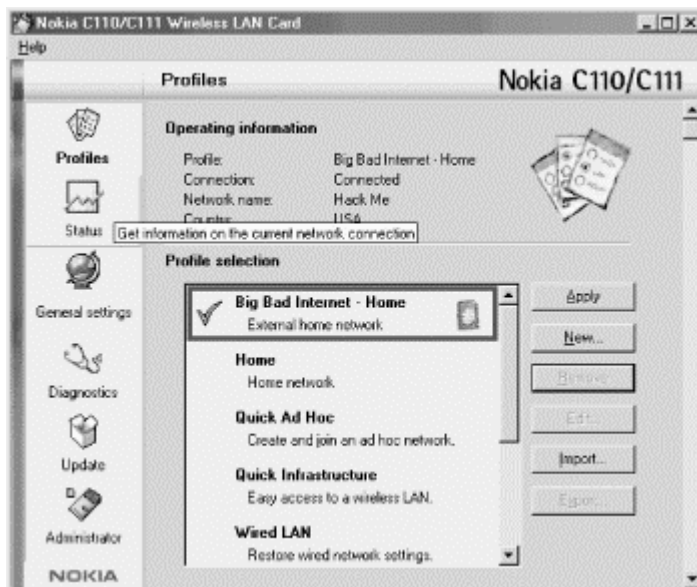 Nokia C110/C111 Wireless LAN Card
Help
Profiles
Nokia C110/C111
Profiles
Status
General settings
Diagnostics
Update
Administrator
NOKIA
Operating information
Profile: Big Bad Internet - Home
Connection: Connected
Network name: Hack Me
Country: USA
Get information on the current network connection
Profile selection
Big Bad Internet - Home
External home network
Home
Home network
Quick Ad Hoc
Create and join an ad hoc network.
Quick Infrastructure
Easy access to a wireless LAN.
Wired LAN
Restore wired network settings.
Apply
New...
Remove
Edit...
Import...
Export...